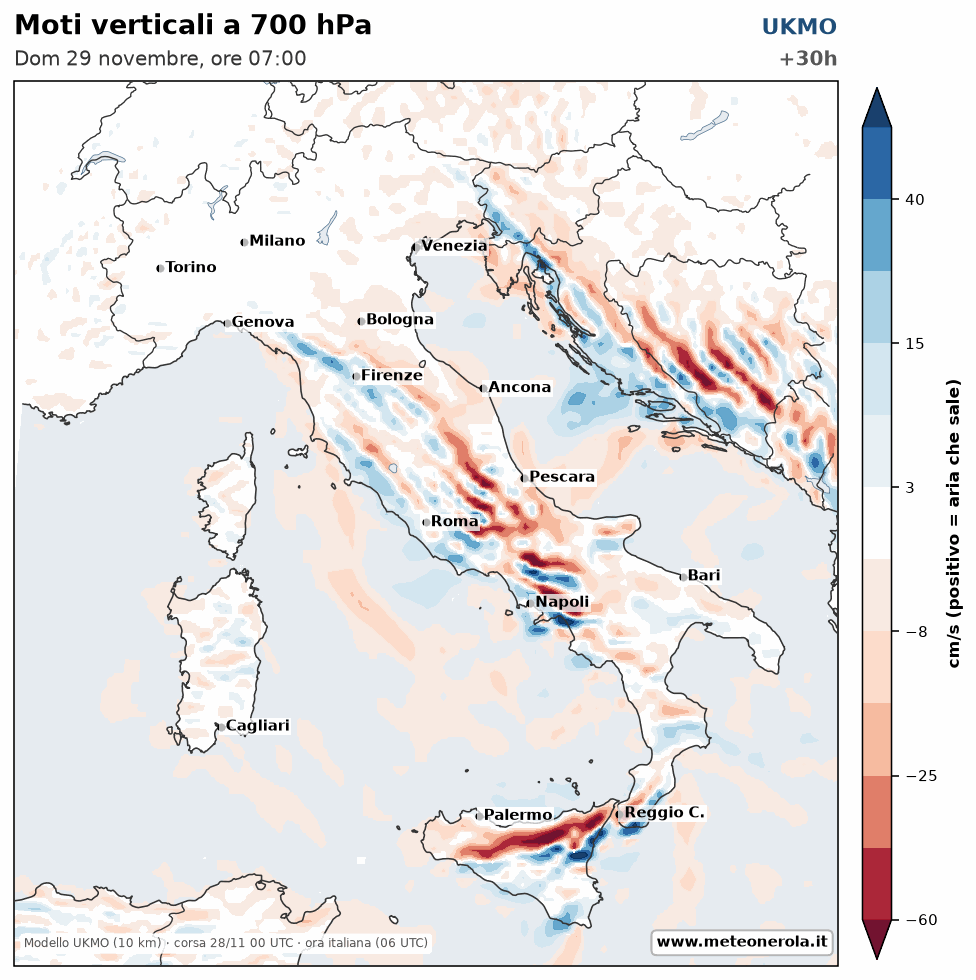 Moti verticali a 700 hPa
UKMO
Dom 29 novembre, ore 07:00
+30h
Milano
Venezia
Torino
Genova
Bologna
Firenze
Ancona
Pescara
Roma
Bari
Napoli
Cagliari
Palermo
Reggio C.
40
15
3
−8
−25
−60
cm/s (positivo = aria che sale)
Modello UKMO (10 km) · corsa 28/11 00 UTC · ora italiana (06 UTC)
www.meteonerola.it